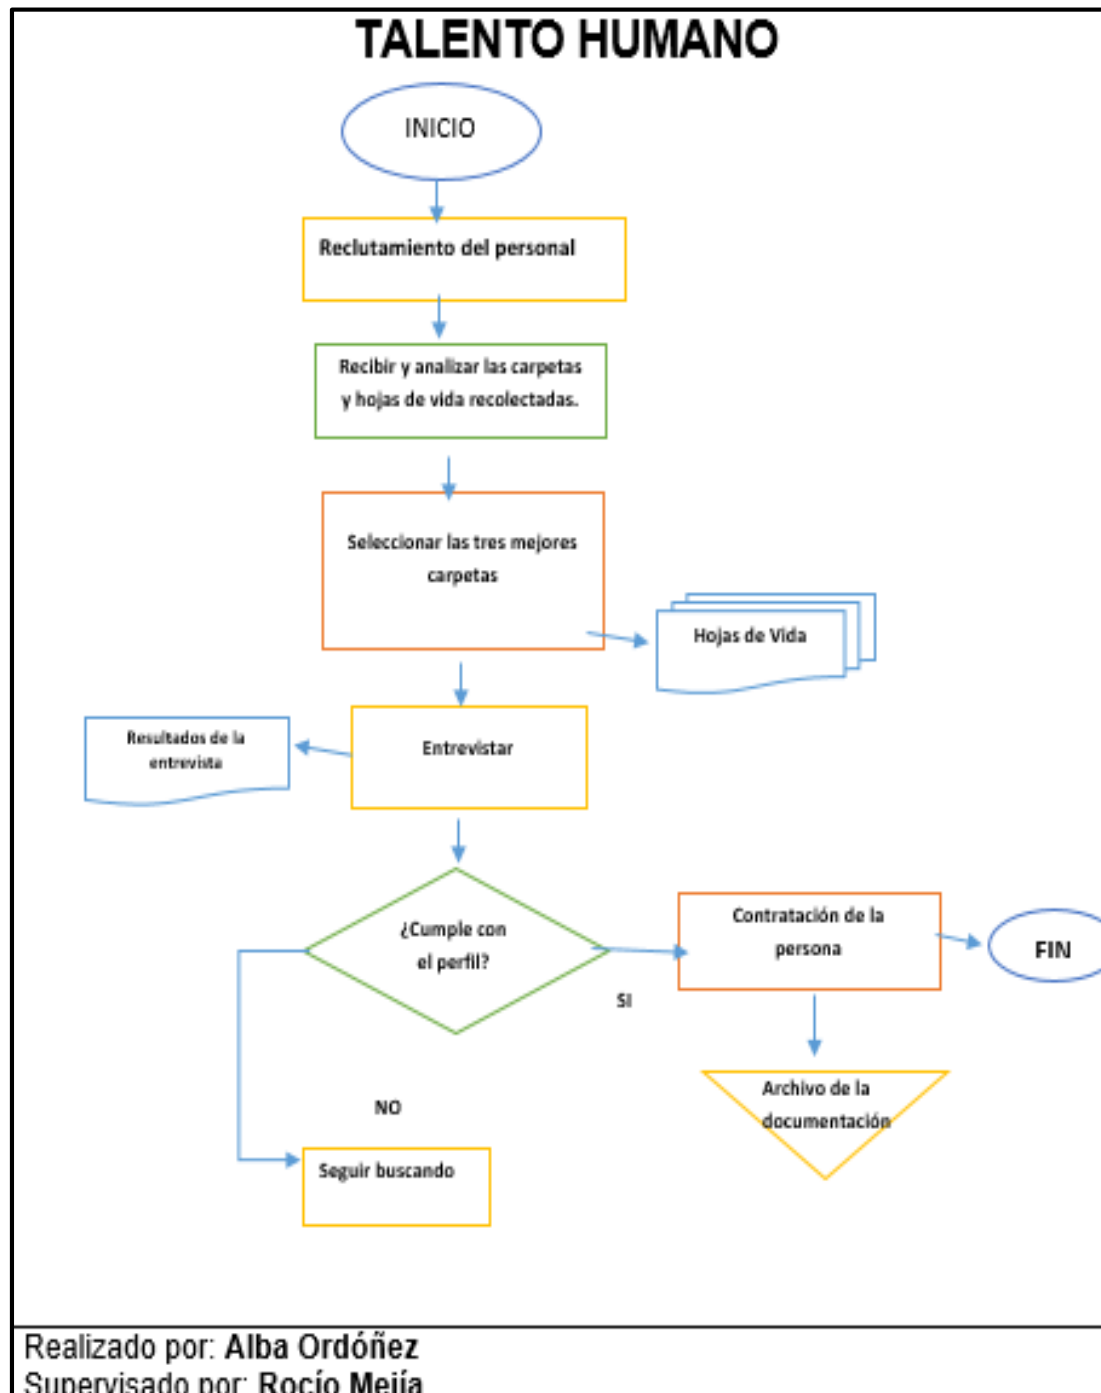 TALENTO HUMANO
INICIO
Reclutamiento del personal
Recibir y analizar las carpetas
y hojas de vida recolectadas.
Seleccionar las tres mejores
carpetas
Hojas de Vida
Resultados de la
entrevista
Entrevistar
¿Cumple con
el perfil?
Contratación de la
persona
FIN
SI
Archivo de la
documentación
NO
Seguir buscando
Realizado por: Alba Ordóñez
Supervisado por: Rocío Mejía